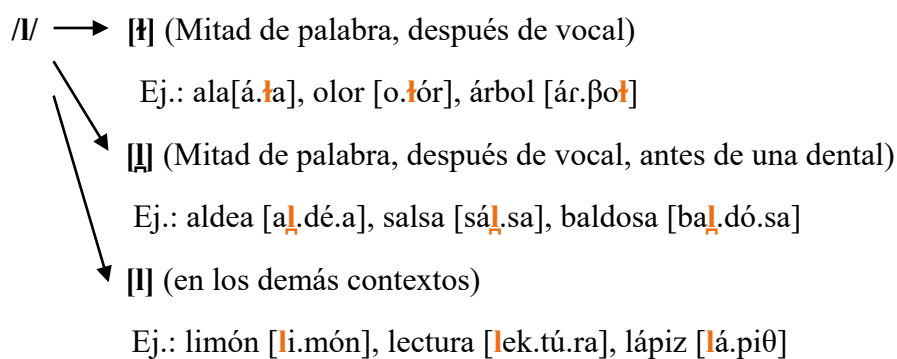 /l/ [ɫ] (Mitad de palabra, después de vocal)
Ej.: ala[á.ɫa], olor [o.ɫór], árbol [áɾ.βoɫ]
[l̪] (Mitad de palabra, después de vocal, antes de una dental)
Ej.: aldea [al̪.dé.a], salsa [sál̪.sa], baldosa [bal̪.dó.sa]
[l] (en los demás contextos)
Ej.: limón [li.món], lectura [lek.tú.ra], lápiz [lá.piθ]